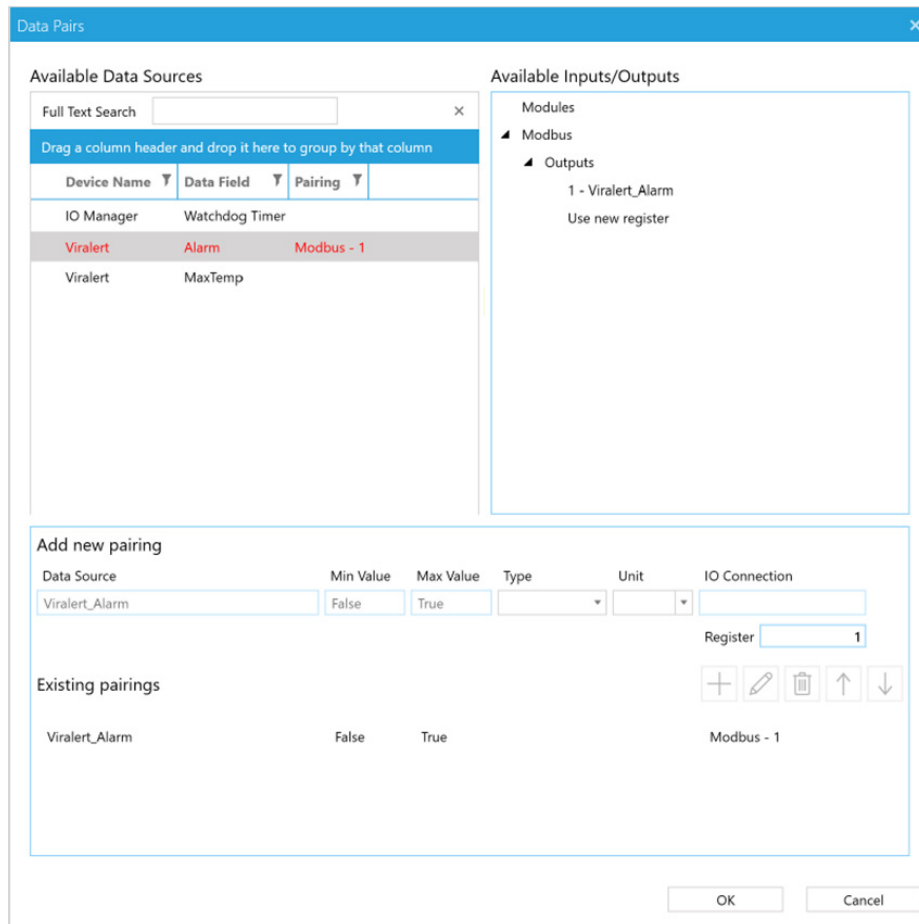 Data Pairs
Available Data Sources
Full Text Search
Drag a column header and drop it here to group by that column
Device Name Data Field Pairing
IO Manager Watchdog Timer
Viralert Alarm Modbus - 1
Viralert MaxTemp
Available Inputs/Outputs
Modules
Modbus
Outputs
1 - Viralert_Alarm
Use new register
Add new pairing
Data Source Min Value Max Value Type Unit IO Connection
Viralert_Alarm False True
Register 1
Existing pairings
Viralert_Alarm False True Modbus - 1
OK Cancel